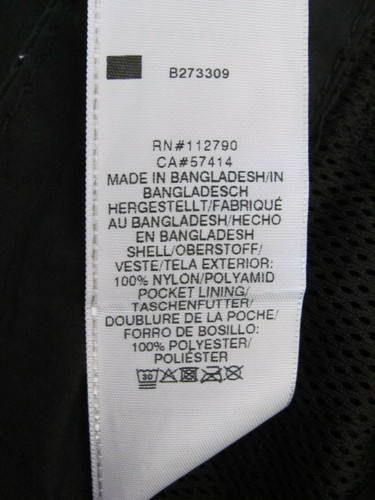 B273309
RN#112790
CA#57414
MADE IN BANGLADESH/IN
BANGLADESCH
HERGESTELLT/FABRIQUÉ
AU BANGLADESH/HECHO
EN BANGLADESH
SHELL/OBERSTOFF/
VESTE/TELA EXTERIOR:
100% NYLON/POLYAMID
POCKET LINING/
TASCHENFUTTER/
DOUBLURE DE LA POCHE/
FORRO DE BOSILLO:
100% POLYESTER/
POLIÉSTER
30